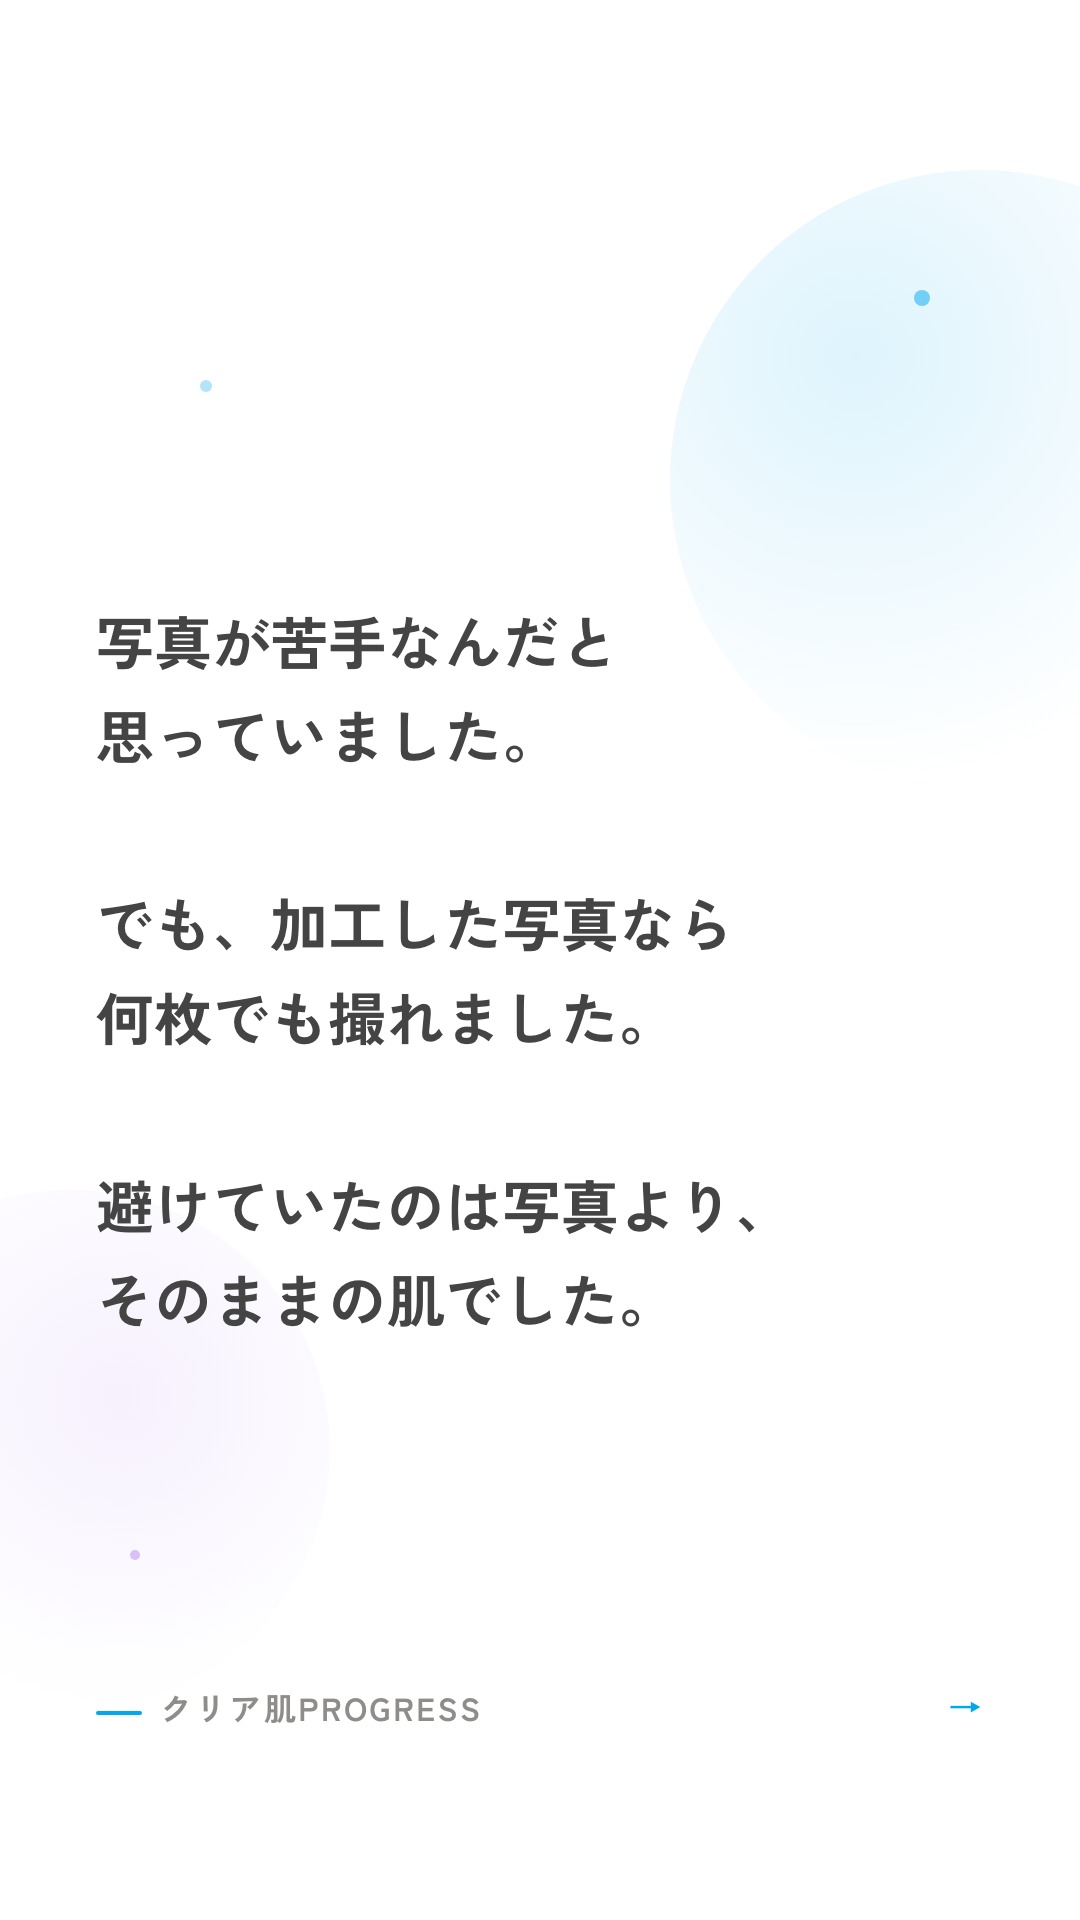 写真が苦手なんだと
思っていました。
でも、加工した写真なら
何枚でも撮れました。
避けていたのは写真より、
そのままの肌でした。
クリア肌PROGRESS
→